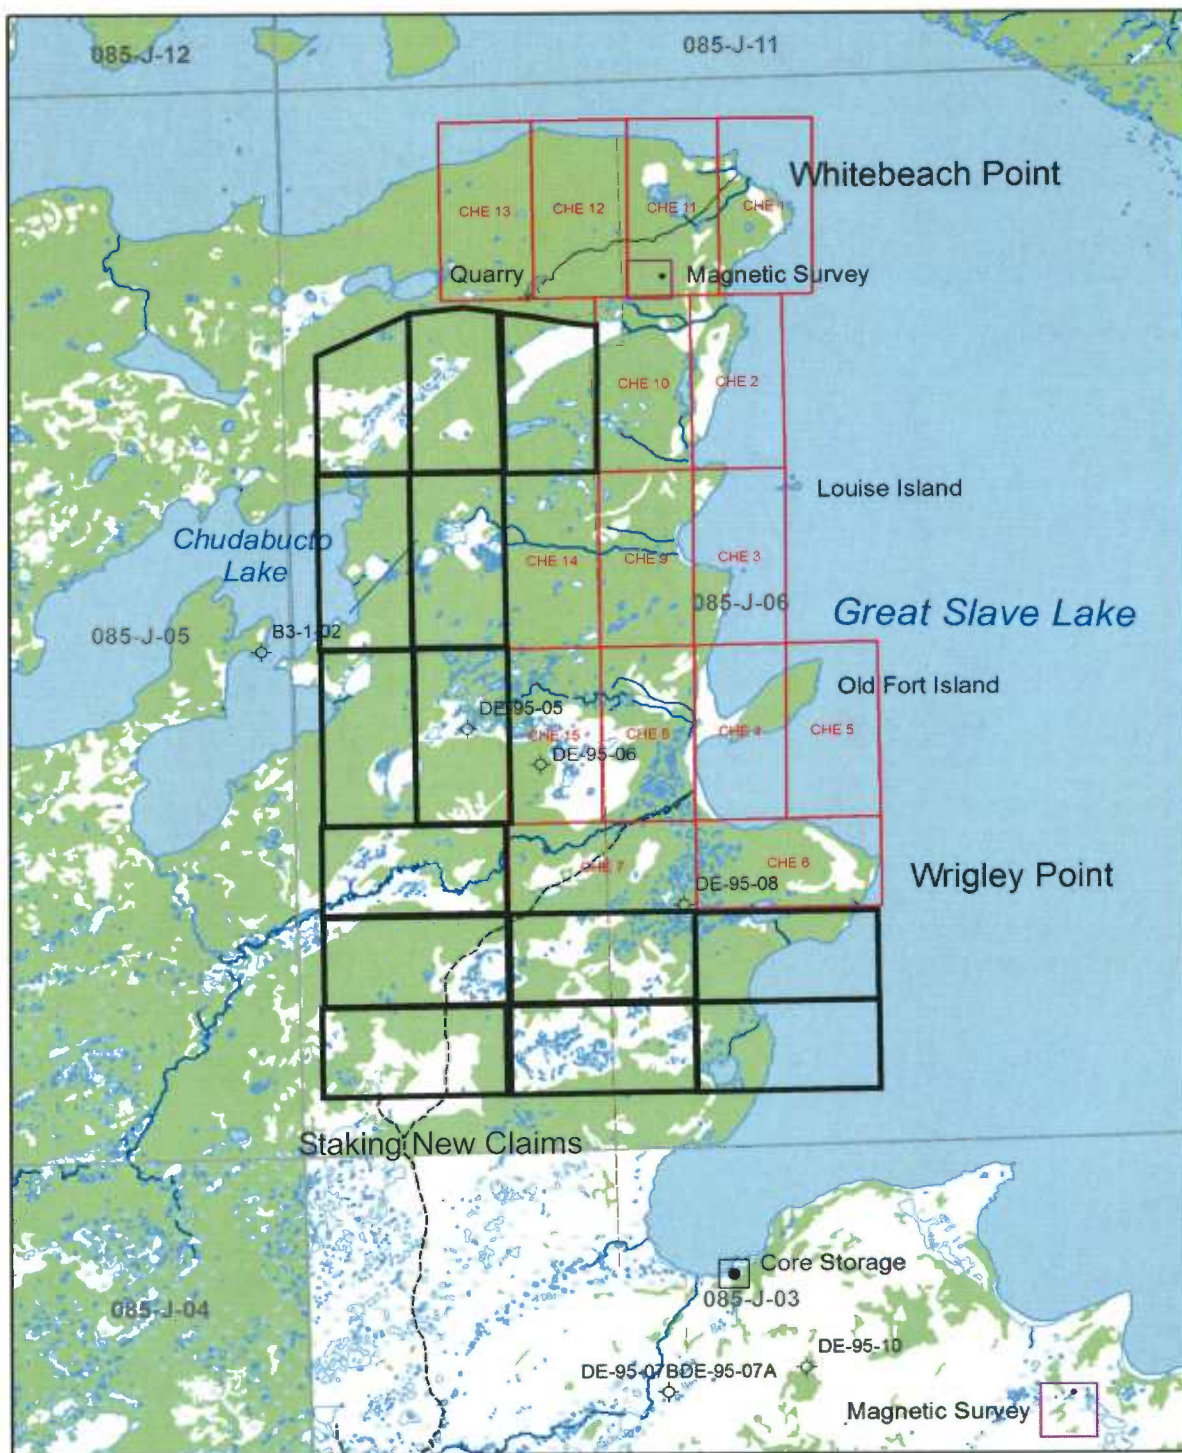 085-J-12
085-J-11
Whitebeach Point
CHE 13
CHE 12
CHE 11
CHE 1
Quarry
Magnetic Survey
CHE 10
CHE 2
Louise Island
Chudabucto
Lake
CHE 14
CHE 9
CHE 3
085-J-06
Great Slave Lake
085-J-05
B3-1-02
Old Fort Island
DE-95-05
CHE 15
CHE 8
CHE 4
CHE 5
DE-95-06
CHE 7
CHE 6
DE-95-08
Wrigley Point
Staking New Claims
Core Storage
085-J-03
085-J-04
DE-95-10
DE-95-07BDE-95-07A
Magnetic Survey